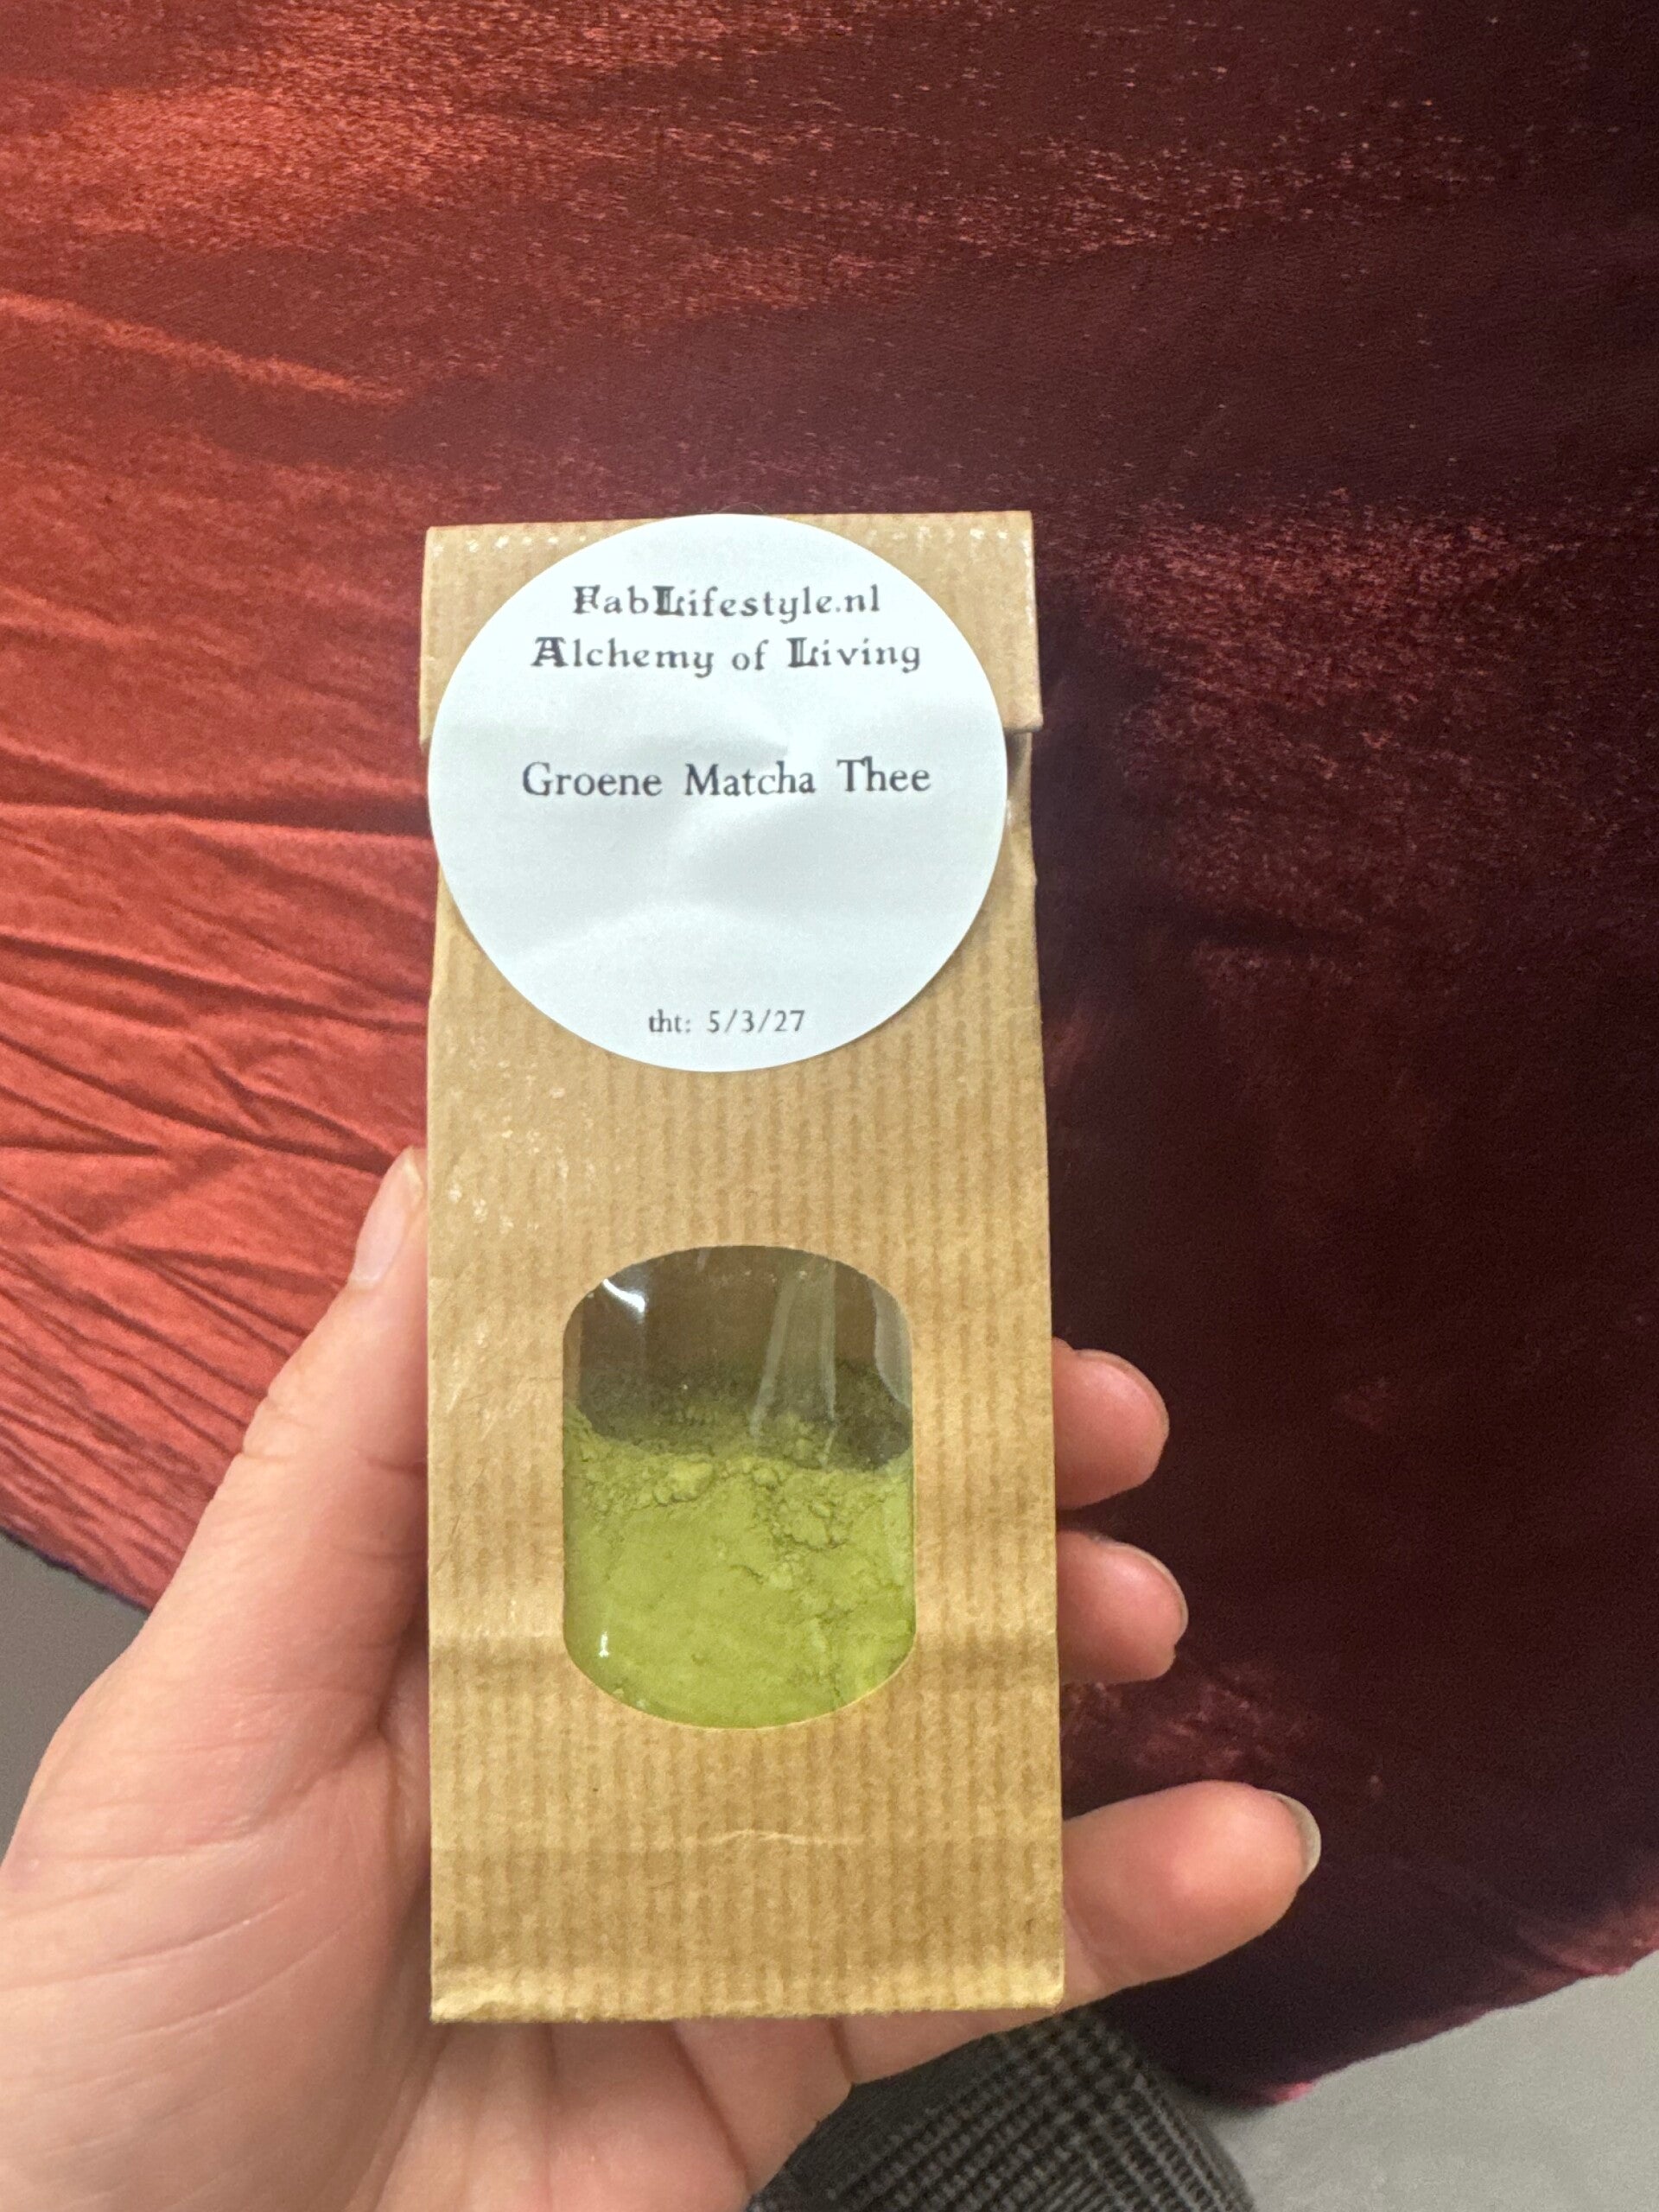 FabLifestyle.nl
Alchemy of Living
Groene Matcha Thee
tht: 5/3/27